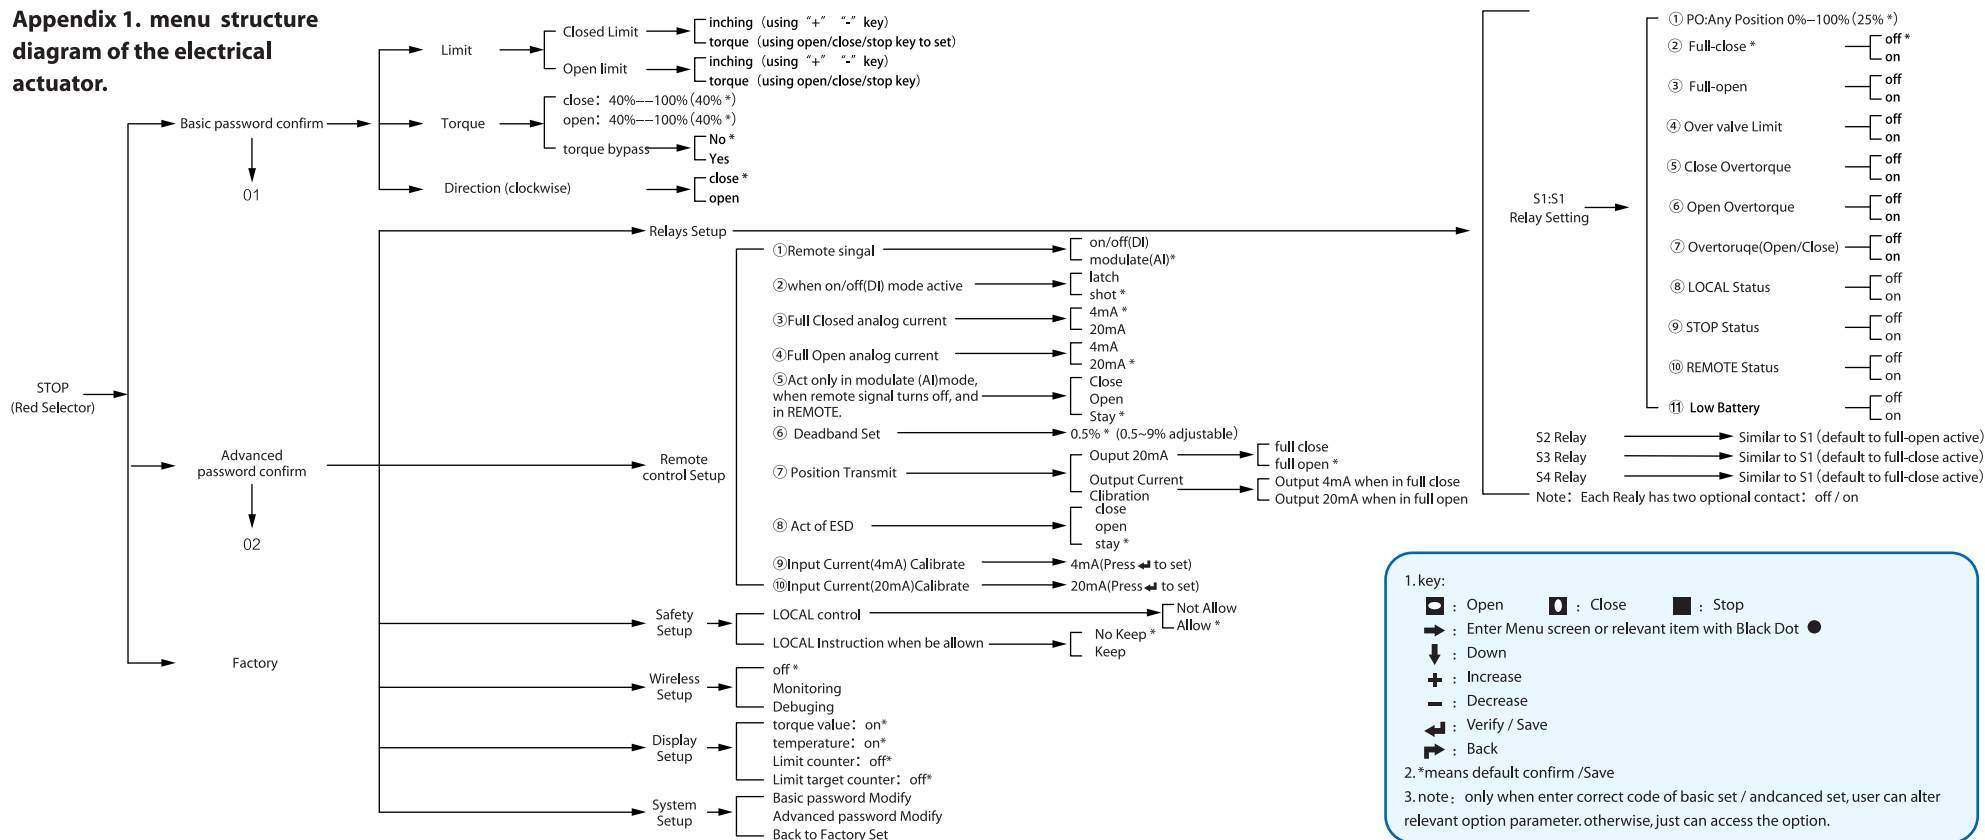 Appendix 1. menu structure
diagram of the electrical
actuator.
STOP
(Red Selector)
Basic password confirm
01
Limit
Closed Limit
inching (using "+" "-" key)
torque (using open/close/stop key to set)
Open limit
inching (using "+" "-" key)
torque (using open/close/stop key)
Torque
close: 40%––100%(40% *)
open: 40%––100%(40% *)
torque bypass
No *
Yes
Direction (clockwise)
close *
open
Advanced
password confirm
02
Factory
Relays Setup
Remote
control Setup
①Remote singal
on/off(DI)
modulate(AI)*
②when on/off(DI) mode active
latch
shot *
③Full Closed analog current
4mA *
20mA
④Full Open analog current
4mA
20mA *
⑤Act only in modulate (AI)mode,
when remote signal turns off, and
in REMOTE.
Close
Open
Stay *
⑥ Deadband Set
0.5% * (0.5~9% adjustable)
⑦ Position Transmit
Ouput 20mA
full close
full open *
Output Current
Clibration
Output 4mA when in full close
Output 20mA when in full open
⑧ Act of ESD
close
open
stay *
⑨Input Current(4mA) Calibrate
4mA(Press ↵ to set)
⑩Input Current(20mA)Calibrate
20mA(Press ↵ to set)
Safety
Setup
LOCAL control
Not Allow
Allow *
LOCAL Instruction when be allown
No Keep *
Keep
Wireless
Setup
off *
Monitoring
Debuging
Display
Setup
torque value: on*
temperature: on*
Limit counter: off*
Limit target counter: off*
System
Setup
Basic password Modify
Advanced password Modify
Back to Factory Set
S1:S1
Relay Setting
① PO:Any Position 0%–100%(25% *)
② Full-close *
off *
on
③ Full-open
off
on
④ Over valve Limit
off
on
⑤ Close Overtorque
off
on
⑥ Open Overtorque
off
on
⑦ Overtoruqe(Open/Close)
off
on
⑧ LOCAL Status
off
on
⑨ STOP Status
off
on
⑩ REMOTE Status
off
on
⑪ Low Battery
off
on
S2 Relay
Similar to S1 (default to full-open active)
S3 Relay
Similar to S1 (default to full-close active)
S4 Relay
Similar to S1 (default to full-close active)
Note: Each Realy has two optional contact: off / on
1. key:
: Open : Close : Stop
: Enter Menu screen or relevant item with Black Dot ●
: Down
: Increase
: Decrease
: Verify / Save
: Back
2. *means default confirm /Save
3. note: only when enter correct code of basic set / andcanced set, user can alter
relevant option parameter. otherwise, just can access the option.